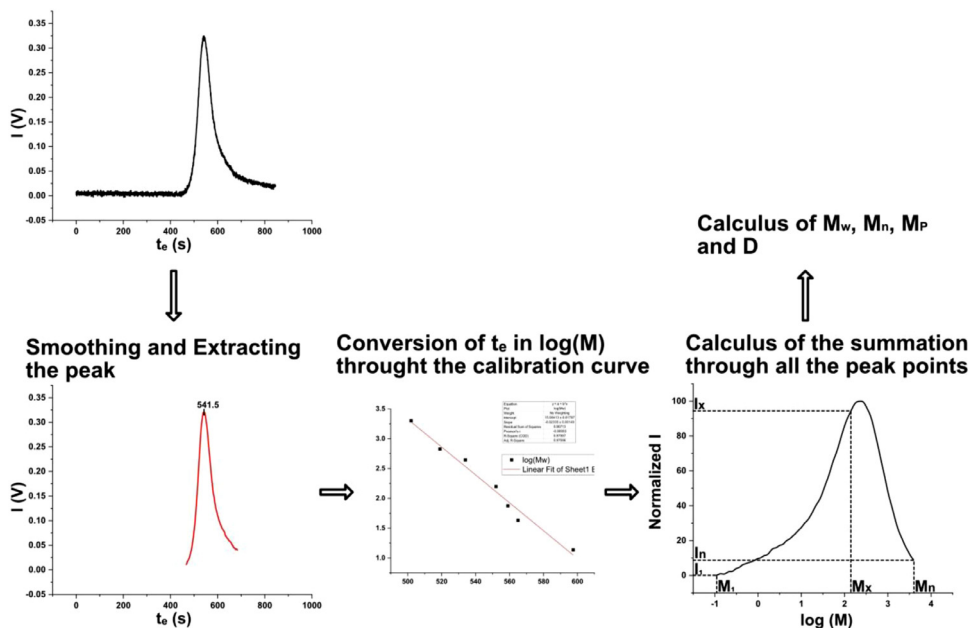 0.35
0.30
0.25
0.20
0.15
0.10
0.05
0.00
-0.05
I (V)
0 200 400 600 800 1000
te (s)
Smoothing and Extracting
the peak
541.5
0.35
0.30
0.25
0.20
0.15
0.10
0.05
0.00
-0.05
I (V)
0 200 400 600 800 1000
te (s)
Conversion of te in log(M)
throught the calibration curve
3.5
3.0
2.5
2.0
1.5
1.0
500 520 540 560 580 600
Equation
log(Mw)
Linear Fit of Sheet1 B
Calculus of Mw, Mn, MP
and D
Calculus of the summation
through all the peak points
Normalized I
100
80
60
40
20
0
Ix
In
I1
M1 Mx Mn
-1 0 1 2 3 4
log (M)